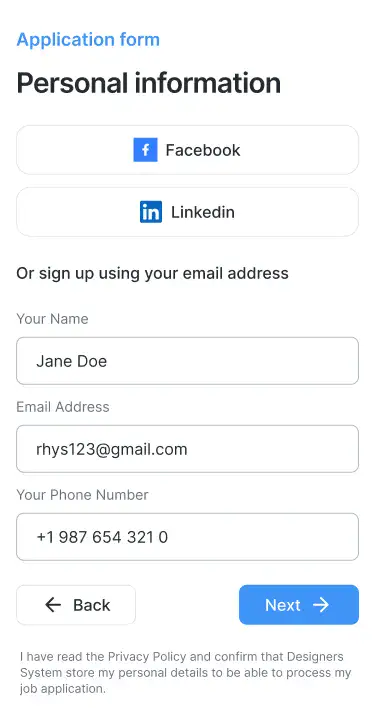 Application form
Personal information
Facebook
Linkedin
Or sign up using your email address
Your Name
Jane Doe
Email Address
rhys123@gmail.com
Your Phone Number
+1 987 654 321 0
Back
Next
I have read the Privacy Policy and confirm that Designers
System store my personal details to be able to process my
job application.